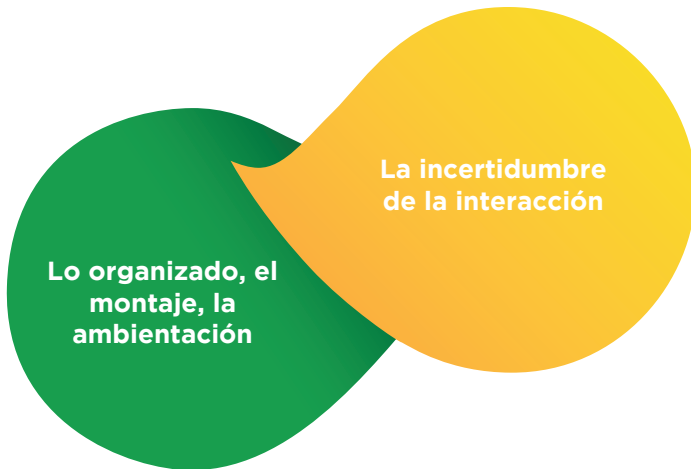 La incertidumbre
de la interacción
Lo organizado, el
montaje, la
ambientación